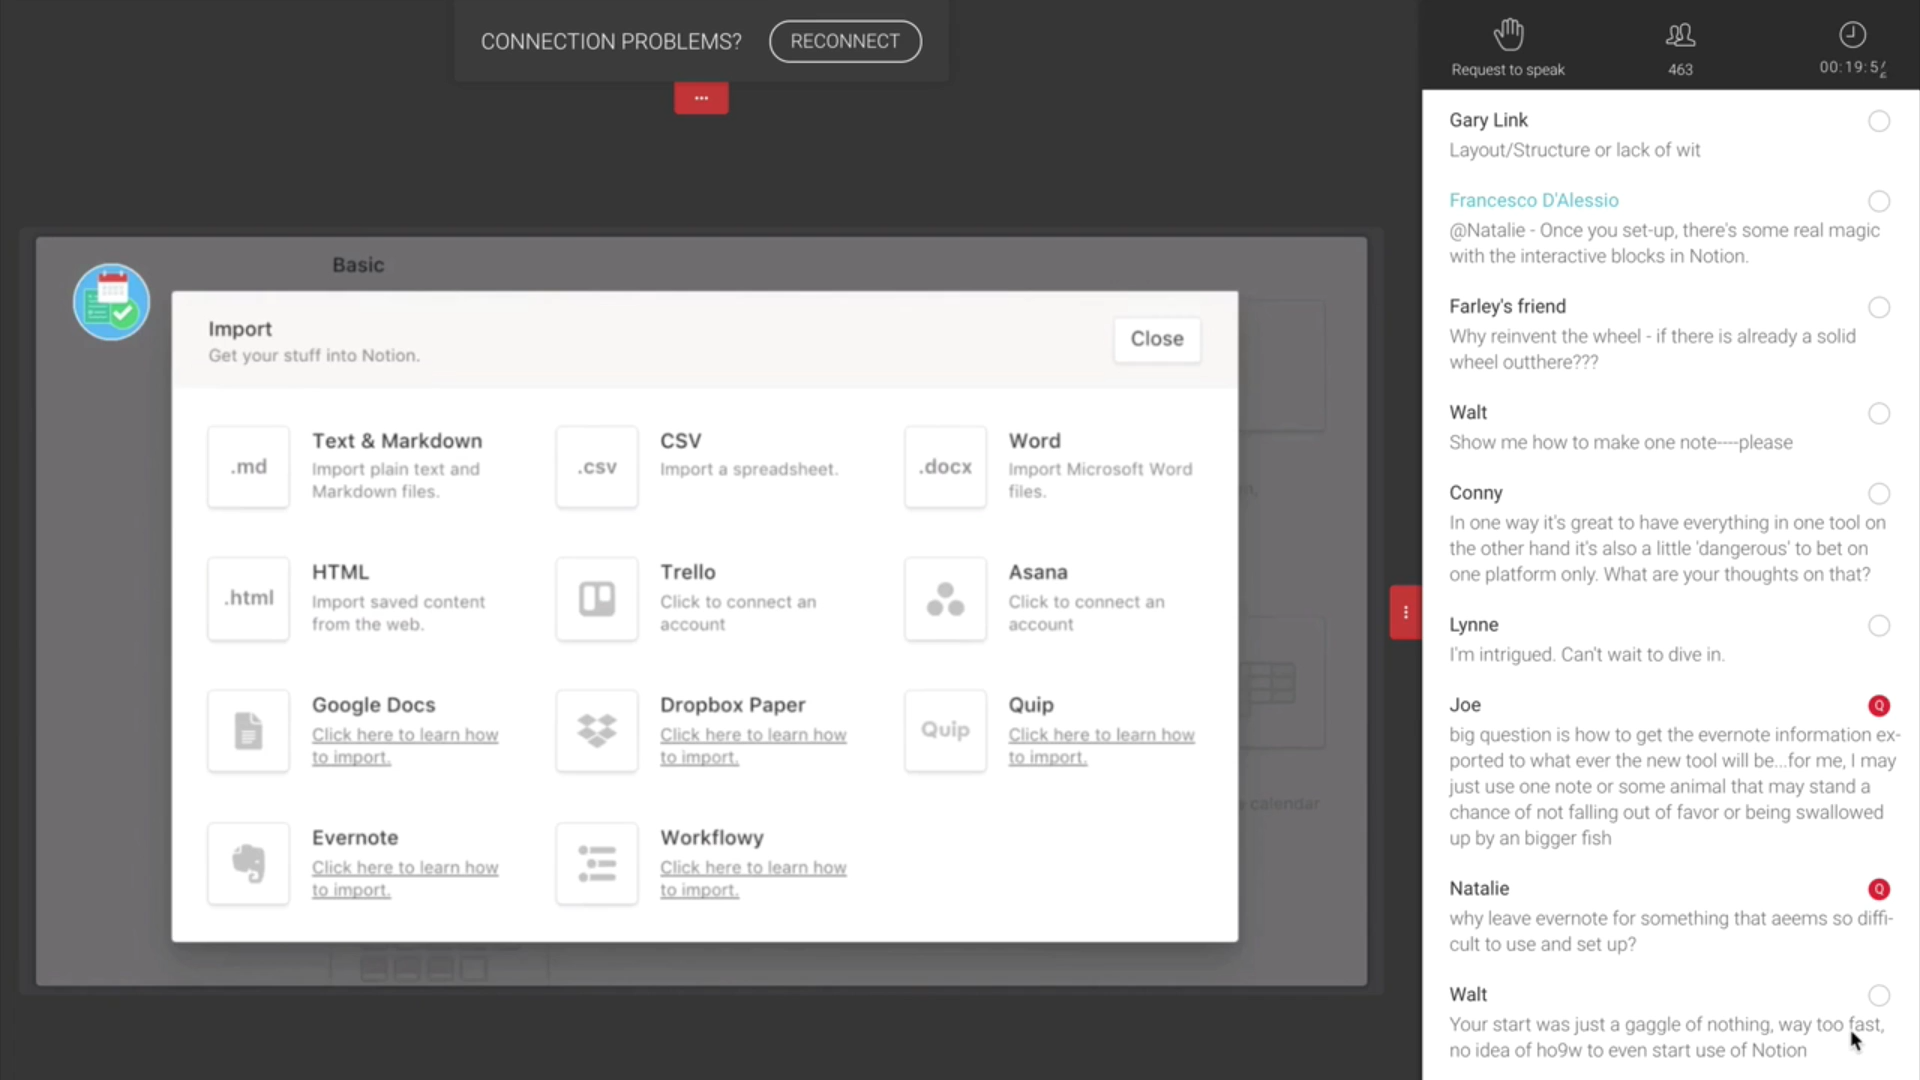 CONNECTION PROBLEMS? RECONNECT
Request to speak
463
Basic
Import
Get your stuff into Notion.
Close
.md
Text & Markdown
Import plain text and
Markdown files.
.csv
CSV
Import a spreadsheet.
.docx
Word
Import Microsoft Word
files.
.html
HTML
Import saved content
from the web.
Trello
Click to connect an
account
Asana
Click to connect an
account
Google Docs
Click here to learn how
to import.
Dropbox Paper
Click here to learn how
to import.
Quip
Quip
Click here to learn how
to import.
Evernote
Click here to learn how
to import.
Workflowy
Click here to learn how
to import.
calendar
Gary Link
Layout/Structure or lack of wit
Francesco D'Alessio
@Natalie - Once you set-up, there's some real magic
with the interactive blocks in Notion.
Farley's friend
Why reinvent the wheel - if there is already a solid
wheel outthere???
Walt
Show me how to make one note----please
Conny
In one way it's great to have everything in one tool on
the other hand it's also a little 'dangerous' to bet on
one platform only. What are your thoughts on that?
Lynne
I'm intrigued. Can't wait to dive in.
Joe
Q
big question is how to get the evernote information ex-
ported to what ever the new tool will be...for me, I may
just use one note or some animal that may stand a
chance of not falling out of favor or being swallowed
up by an bigger fish
Natalie
Q
why leave evernote for something that aeems so diffi-
cult to use and set up?
Walt
Your start was just a gaggle of nothing, way too fast,
no idea of ho9w to even start use of Notion